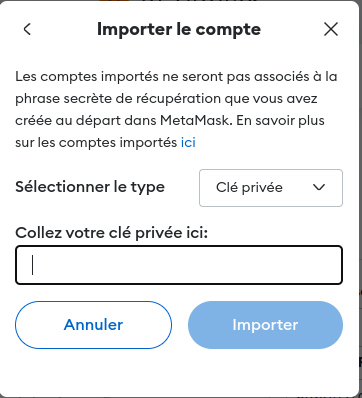 Importer le compte
Les comptes importés ne seront pas associés à la
phrase secrète de récupération que vous avez
créée au départ dans MetaMask. En savoir plus
sur les comptes importés ici
Sélectionner le type
Clé privée
Collez votre clé privée ici:
Annuler
Importer